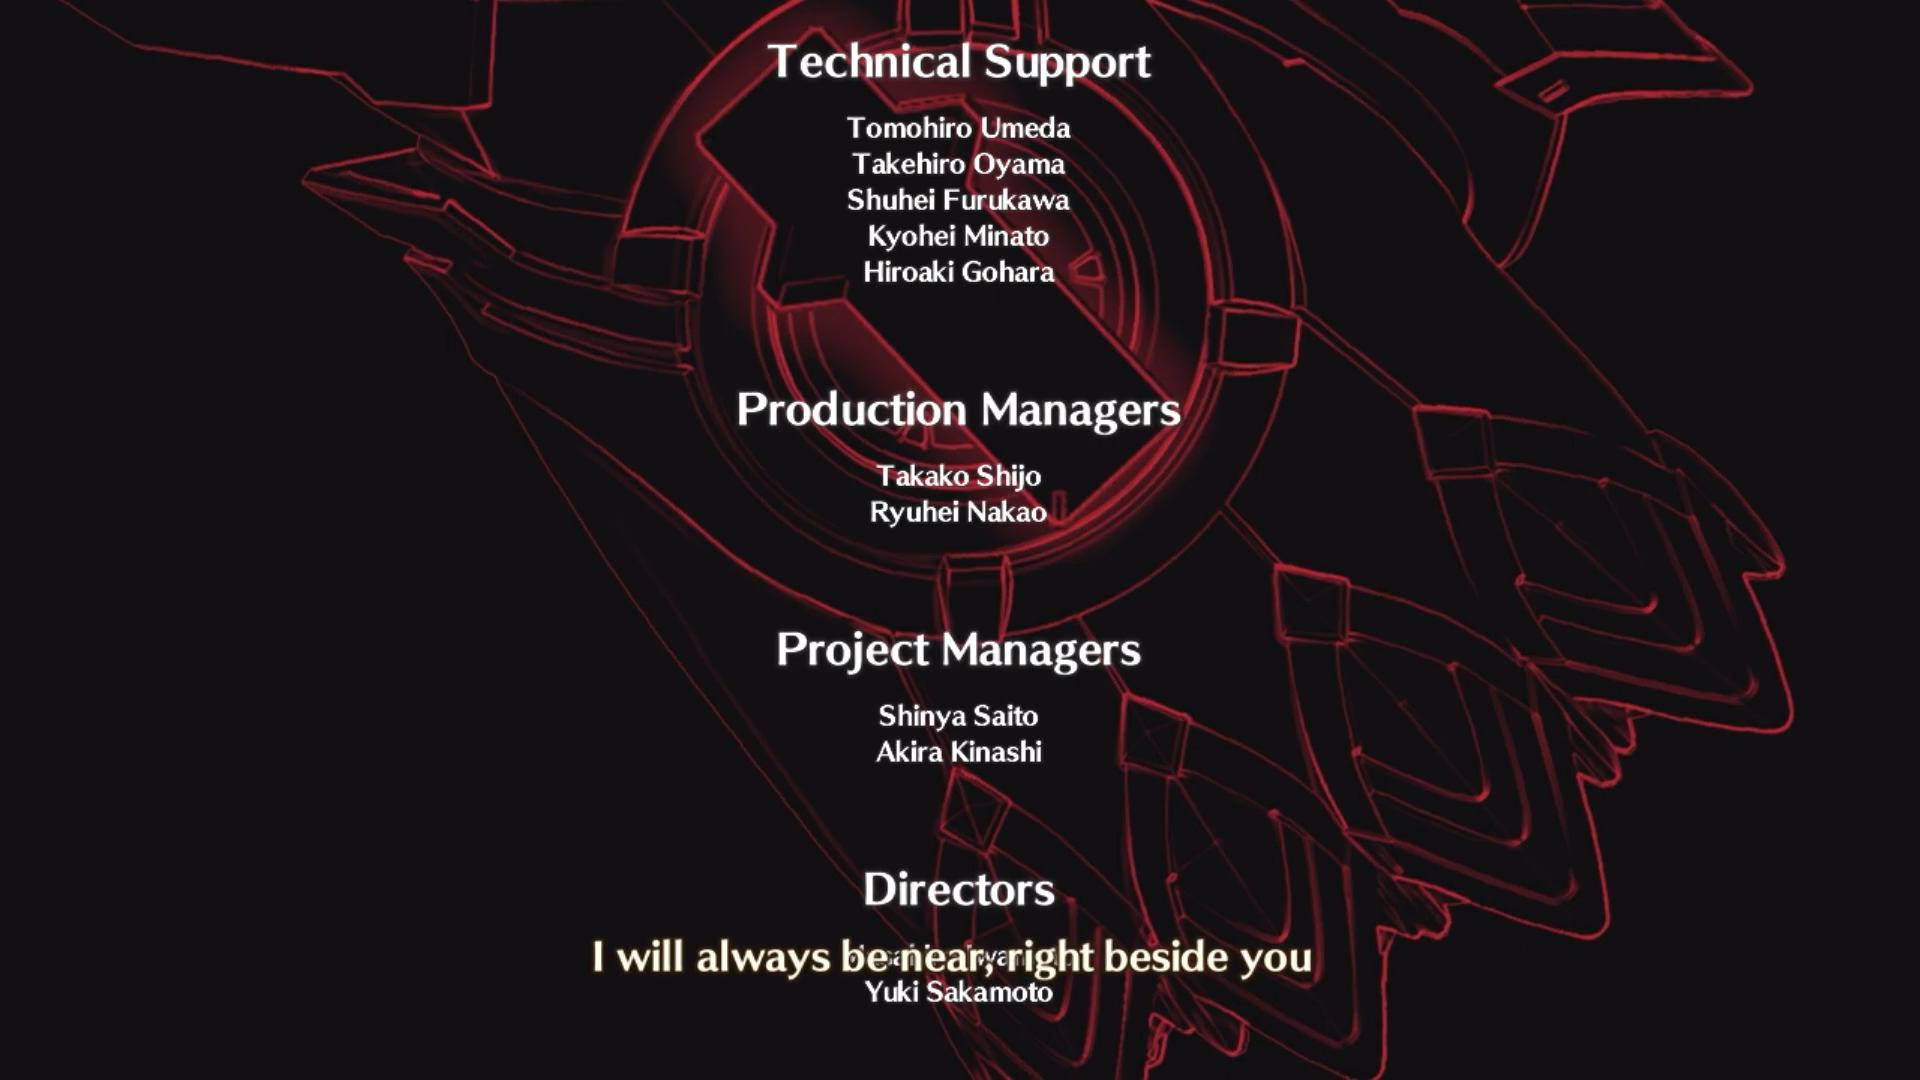 Technical Support
Tomohiro Umeda
Takehiro Oyama
Shuhei Furukawa
Kyohei Minato
Hiroaki Gohara
Production Managers
Takako Shijo
Ryuhei Nakao
Project Managers
Shinya Saito
Akira Kinashi
Directors
I will always be near, right beside you
Yuki Sakamoto